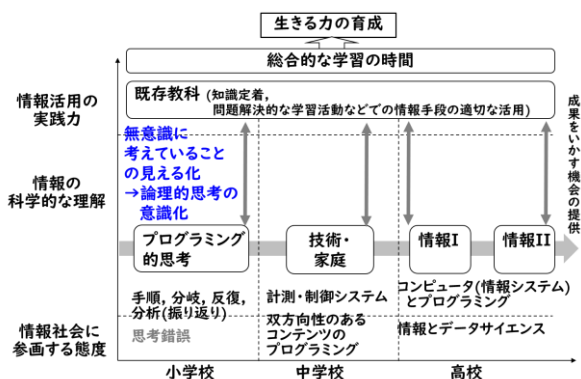 生きる力の育成
総合的な学習の時間
既存教科 (知識定着,
問題解決的な学習活動などでの情報手段の適切な活用)
情報活用の
実践力
無意識に
考えていること
の見える化
→論理的思考の
意識化
情報の
科学的な理解
成果をいかす機会の提供
プログラミング
的思考
技術・
家庭
情報I
情報II
手順, 分岐, 反復,
分析(振り返り)
思考錯誤
計測・制御システム
双方向性のある
コンテンツの
プログラミング
コンピュータ(情報システム)
とプログラミング
情報とデータサイエンス
情報社会に
参画する態度
小学校
中学校
高校